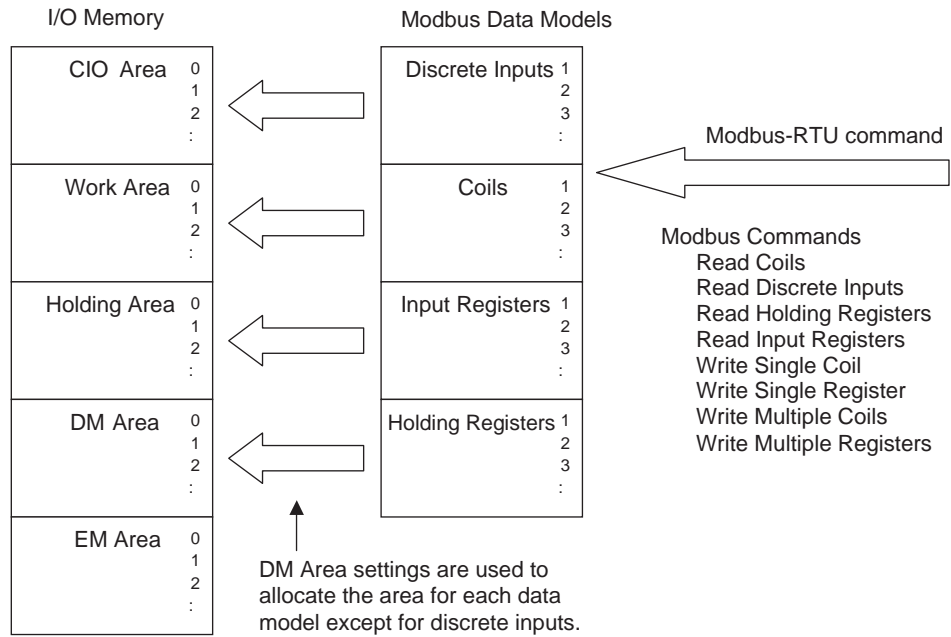 I/O Memory
Modbus Data Models
CIO Area 0
1
2
:
Discrete Inputs 1
2
3
:
Modbus-RTU command
Work Area 0
1
2
:
Coils 1
2
3
:
Modbus Commands
Read Coils
Read Discrete Inputs
Read Holding Registers
Read Input Registers
Write Single Coil
Write Single Register
Write Multiple Coils
Write Multiple Registers
Holding Area 0
1
2
:
Input Registers 1
2
3
:
DM Area 0
1
2
:
Holding Registers 1
2
3
:
EM Area 0
1
2
:
DM Area settings are used to
allocate the area for each data
model except for discrete inputs.